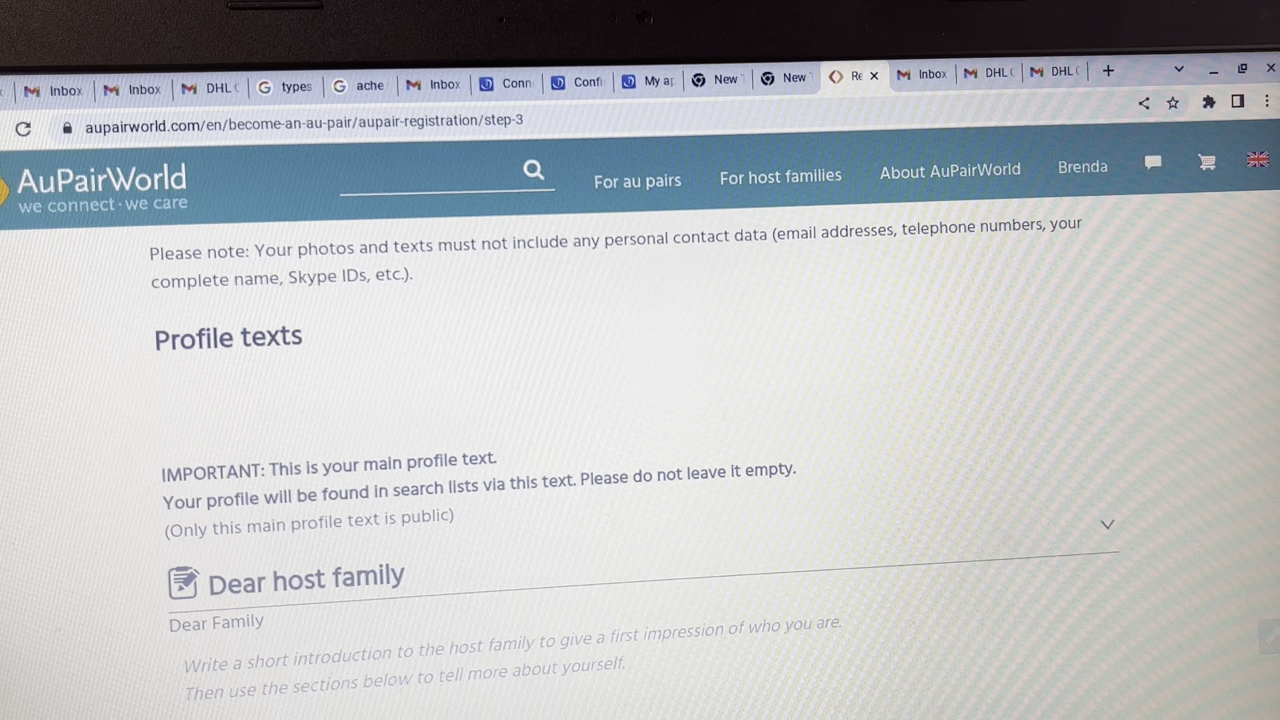 Inbox
Inbox
DHL
types
ache
Inbox
Conn
Confi
My a
New
New
Re
Inbox
DHL
DHL
aupairworld.com/en/become-an-au-pair/aupair-registration/step-3
AuPairWorld
we connect·we care
For au pairs
For host families
About AuPairWorld
Brenda
Please note: Your photos and texts must not include any personal contact data (email addresses, telephone numbers, your
complete name, Skype IDs, etc.).
Profile texts
IMPORTANT: This is your main profile text.
Your profile will be found in search lists via this text. Please do not leave it empty.
(Only this main profile text is public)
Dear host family
Dear Family
Write a short introduction to the host family to give a first impression of who you are.
Then use the sections below to tell more about yourself.